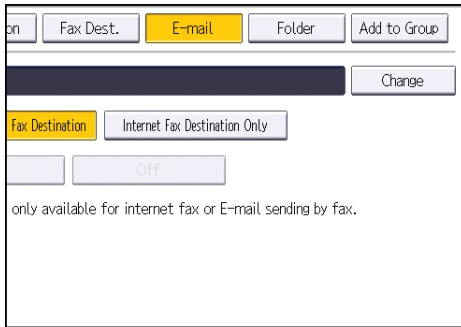 on Fax Dest. E-mail Folder Add to Group
Change
Fax Destination Internet Fax Destination Only
Off
only available for internet fax or E-mail sending by fax.